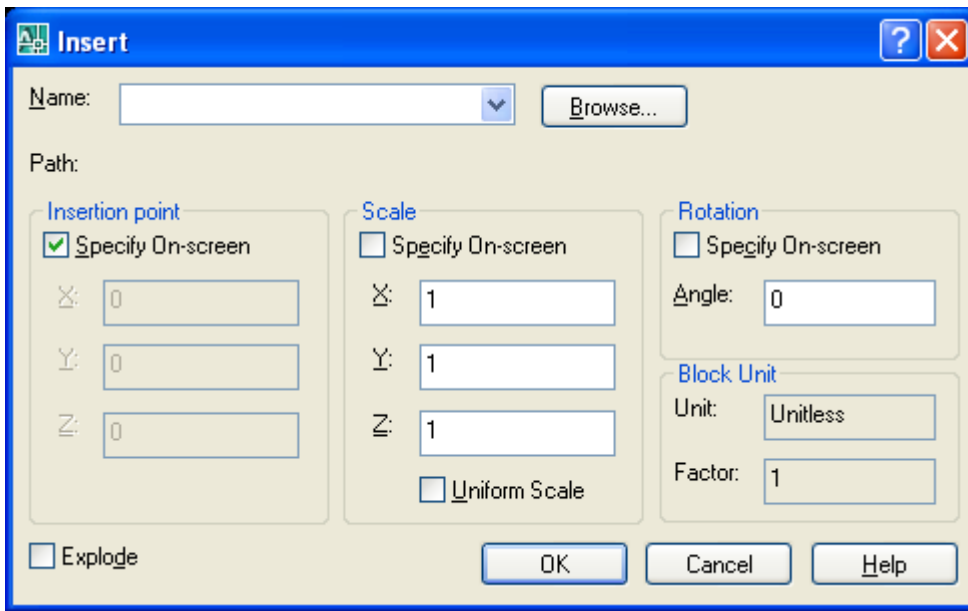 Insert
Name: Browse...
Path:
Insertion point Scale Rotation
Specify On-screen Specify On-screen Specify On-screen
X: 0 X: 1 Angle: 0
Y: 0 Y: 1
Block Unit
Z: 0 Z: 1 Unit: Unitless
Uniform Scale Factor: 1
Explode OK Cancel Help